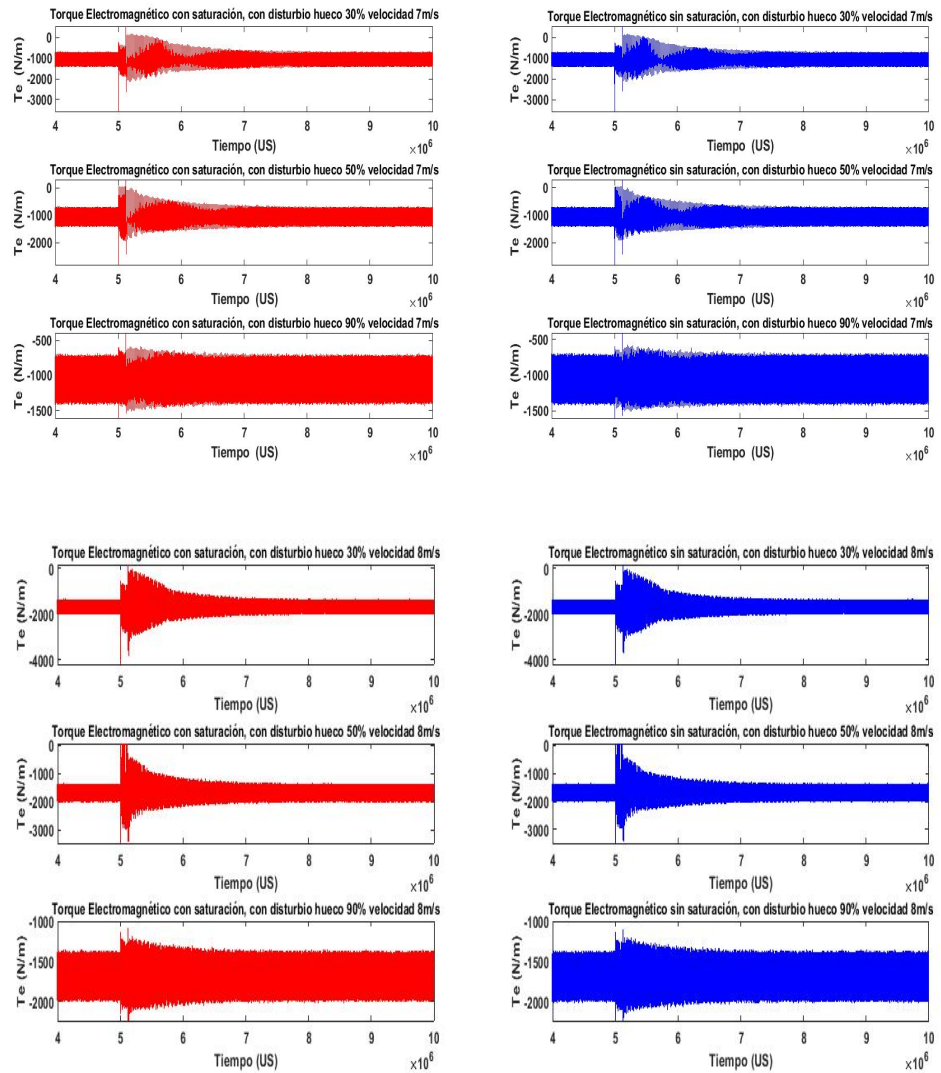 Torque Electromagnético con saturación, con disturbio hueco 30% velocidad 7m/s
Te (N/m)
0
-1000
-2000
-3000
4 5 6 7 8 9 10
Tiempo (US)
×10^6
Torque Electromagnético sin saturación, con disturbio hueco 30% velocidad 7m/s
Te (N/m)
0
-1000
-2000
-3000
4 5 6 7 8 9 10
Tiempo (US)
×10^6
Torque Electromagnético con saturación, con disturbio hueco 50% velocidad 7m/s
Te (N/m)
0
-1000
-2000
4 5 6 7 8 9 10
Tiempo (US)
×10^6
Torque Electromagnético sin saturación, con disturbio hueco 50% velocidad 7m/s
Te (N/m)
0
-1000
-2000
4 5 6 7 8 9 10
Tiempo (US)
×10^6
Torque Electromagnético con saturación, con disturbio hueco 90% velocidad 7m/s
Te (N/m)
-500
-1000
-1500
4 5 6 7 8 9 10
Tiempo (US)
×10^6
Torque Electromagnético sin saturación, con disturbio hueco 90% velocidad 7m/s
Te (N/m)
-500
-1000
-1500
4 5 6 7 8 9 10
Tiempo (US)
×10^6
Torque Electromagnético con saturación, con disturbio hueco 30% velocidad 8m/s
Te (N/m)
0
-2000
-4000
4 5 6 7 8 9 10
Tiempo (US)
×10^6
Torque Electromagnético sin saturación, con disturbio hueco 30% velocidad 8m/s
Te (N/m)
0
-2000
-4000
4 5 6 7 8 9 10
Tiempo (US)
×10^6
Torque Electromagnético con saturación, con disturbio hueco 50% velocidad 8m/s
Te (N/m)
0
-1000
-2000
-3000
4 5 6 7 8 9 10
Tiempo (US)
×10^6
Torque Electromagnético sin saturación, con disturbio hueco 50% velocidad 8m/s
Te (N/m)
0
-1000
-2000
-3000
4 5 6 7 8 9 10
Tiempo (US)
×10^6
Torque Electromagnético con saturación, con disturbio hueco 90% velocidad 8m/s
Te (N/m)
-1000
-1500
-2000
4 5 6 7 8 9 10
Tiempo (US)
×10^6
Torque Electromagnético sin saturación, con disturbio hueco 90% velocidad 8m/s
Te (N/m)
-1000
-1500
-2000
4 5 6 7 8 9 10
Tiempo (US)
×10^6